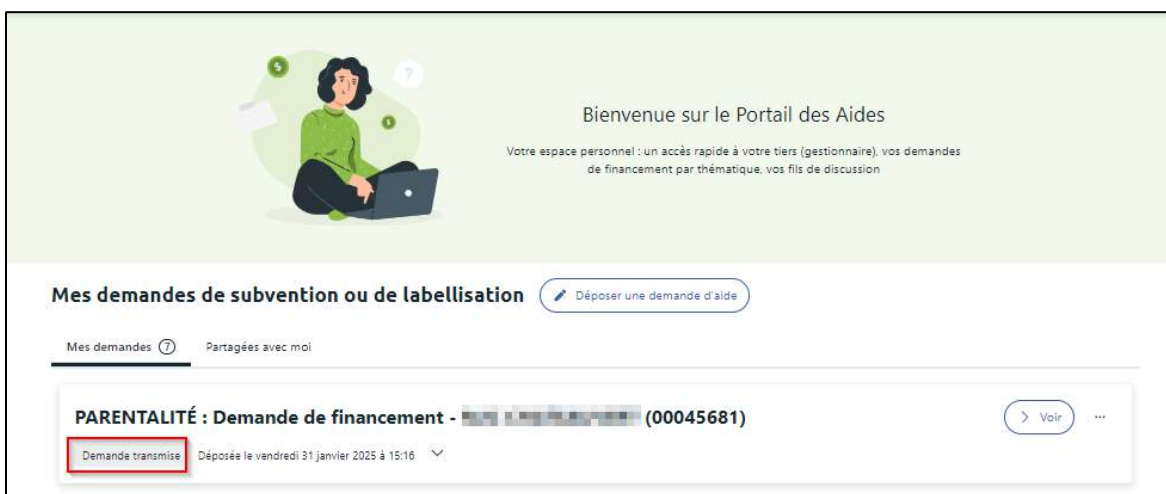 Bienvenue sur le Portail des Aides
Votre espace personnel : un accès rapide à votre tiers (gestionnaire), vos demandes
de financement par thématique, vos fils de discussion
Mes demandes de subvention ou de labellisation
Déposer une demande d'aide
Mes demandes 7 Partagées avec moi
PARENTALITÉ : Demande de financement - (00045681)
> Voir ...
Demande transmise Déposée le vendredi 31 janvier 2025 à 15:16